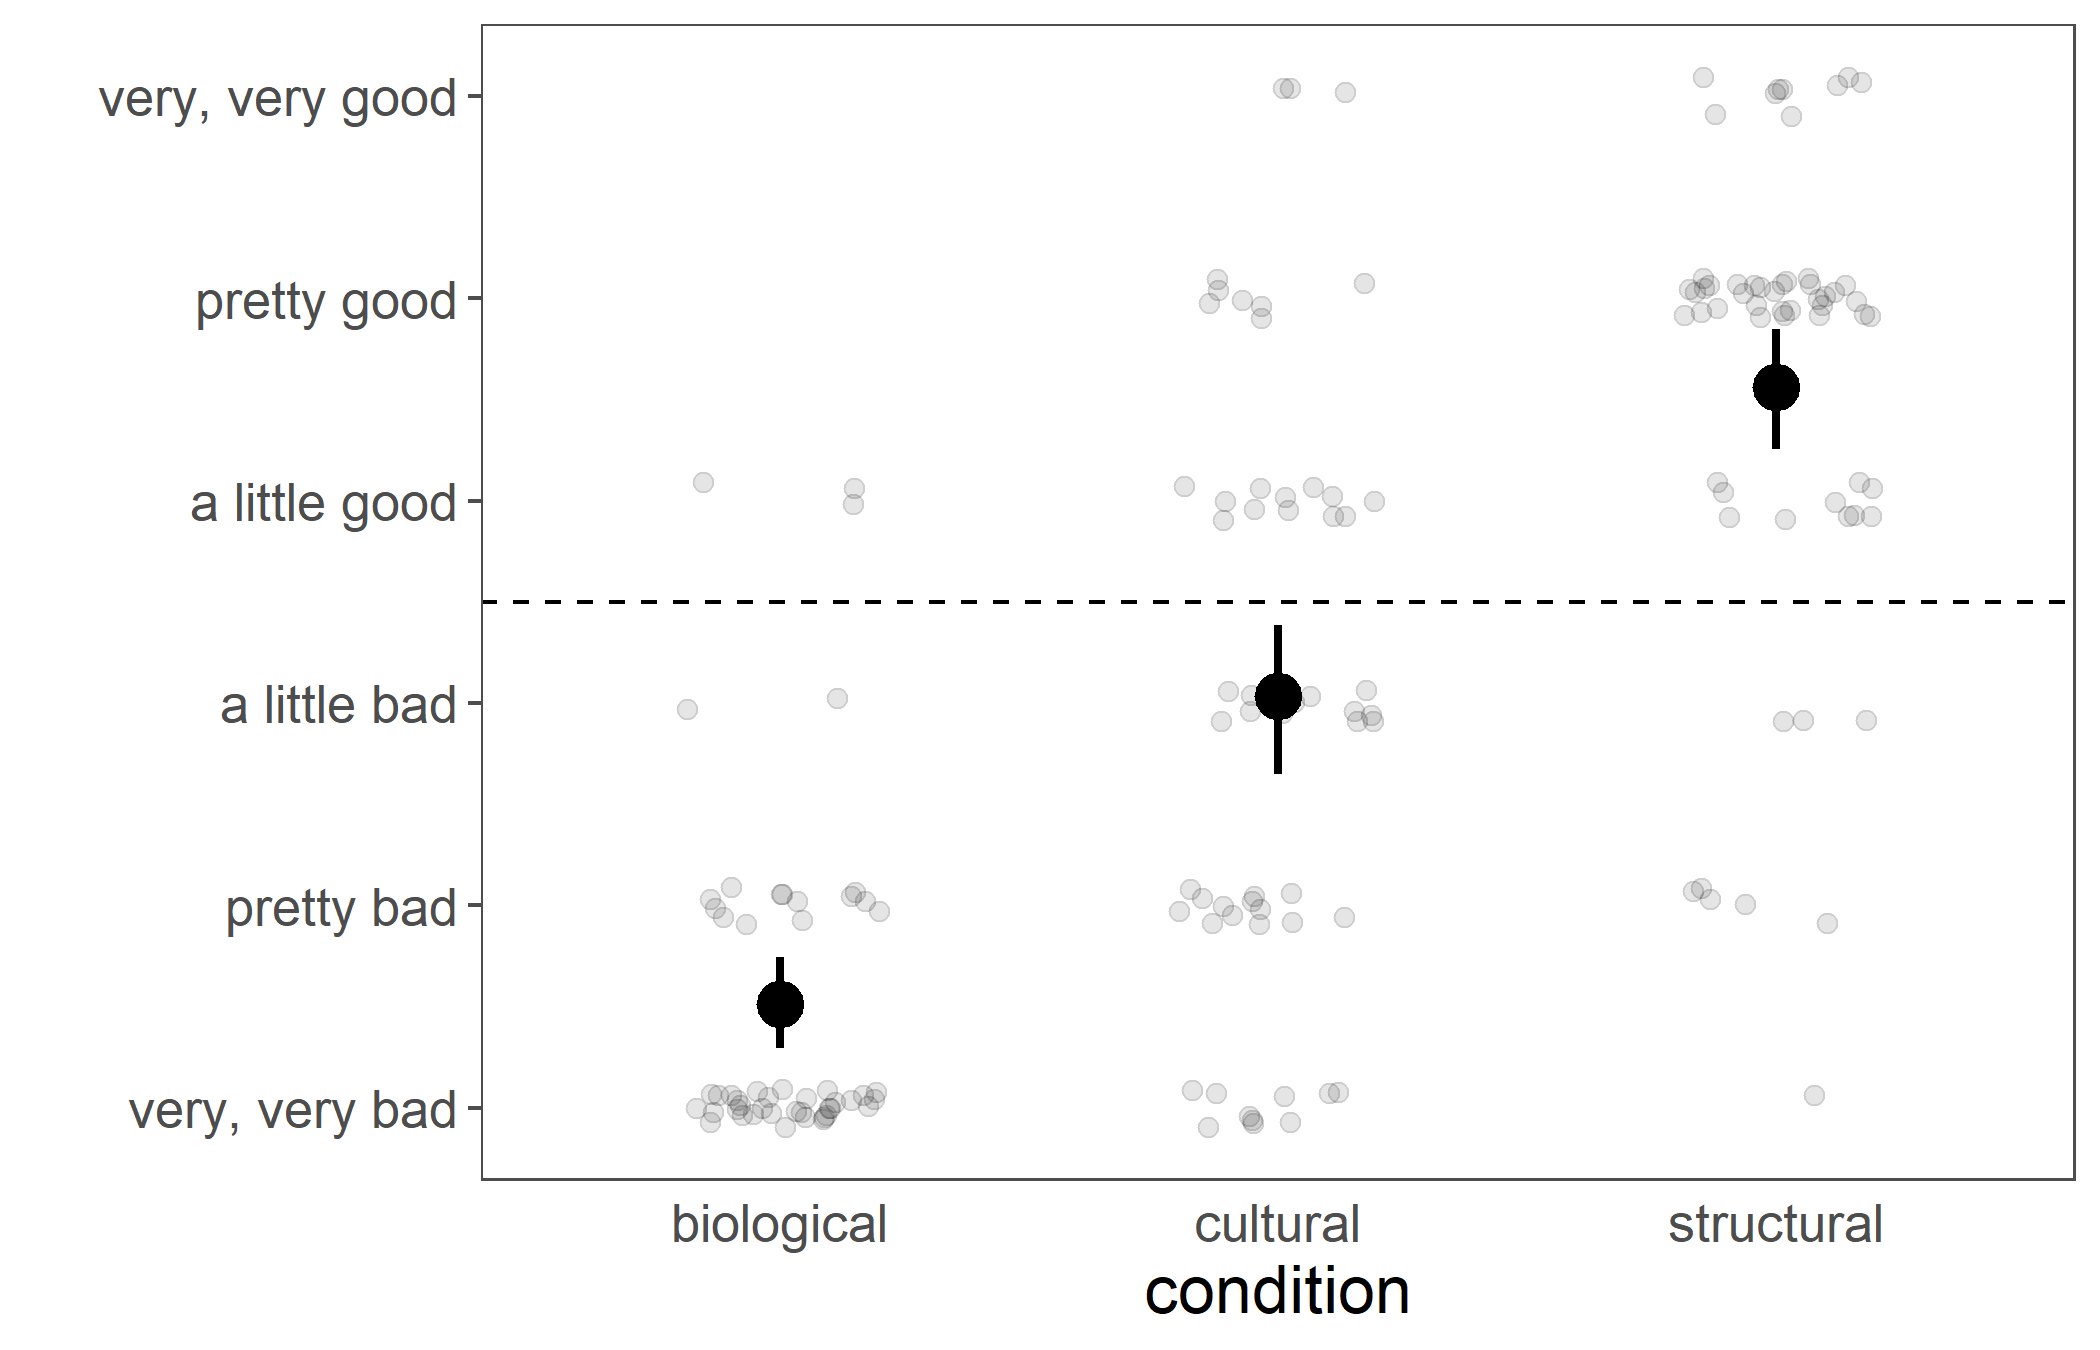 very, very good
pretty good
a little good
a little bad
pretty bad
very, very bad
biological
cultural
structural
condition